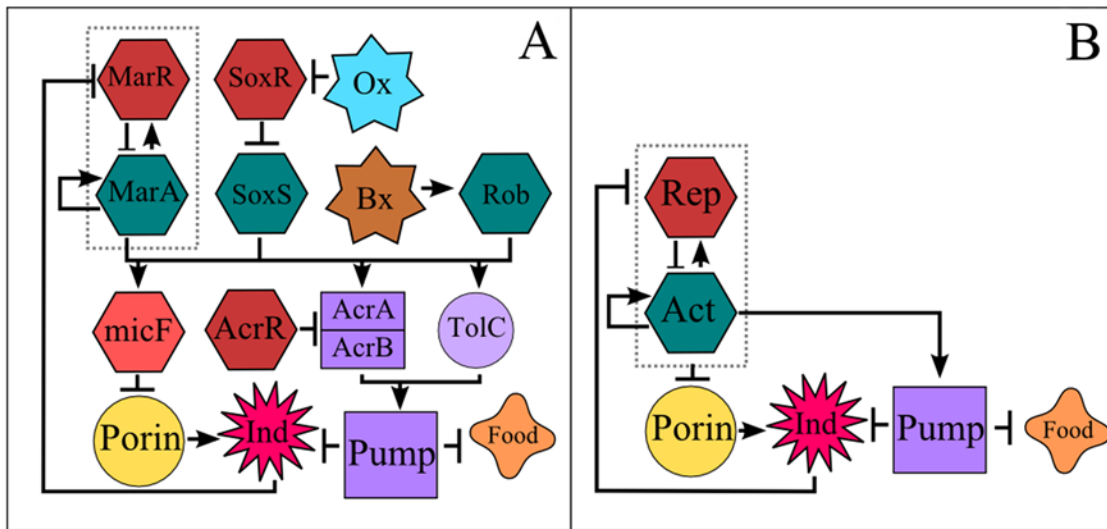 A
MarR
SoxR
Ox
MarA
SoxS
Bx
Rob
micF
AcrR
AcrA
AcrB
TolC
Porin
Ind
Pump
Food
B
Rep
Act
Porin
Ind
Pump
Food